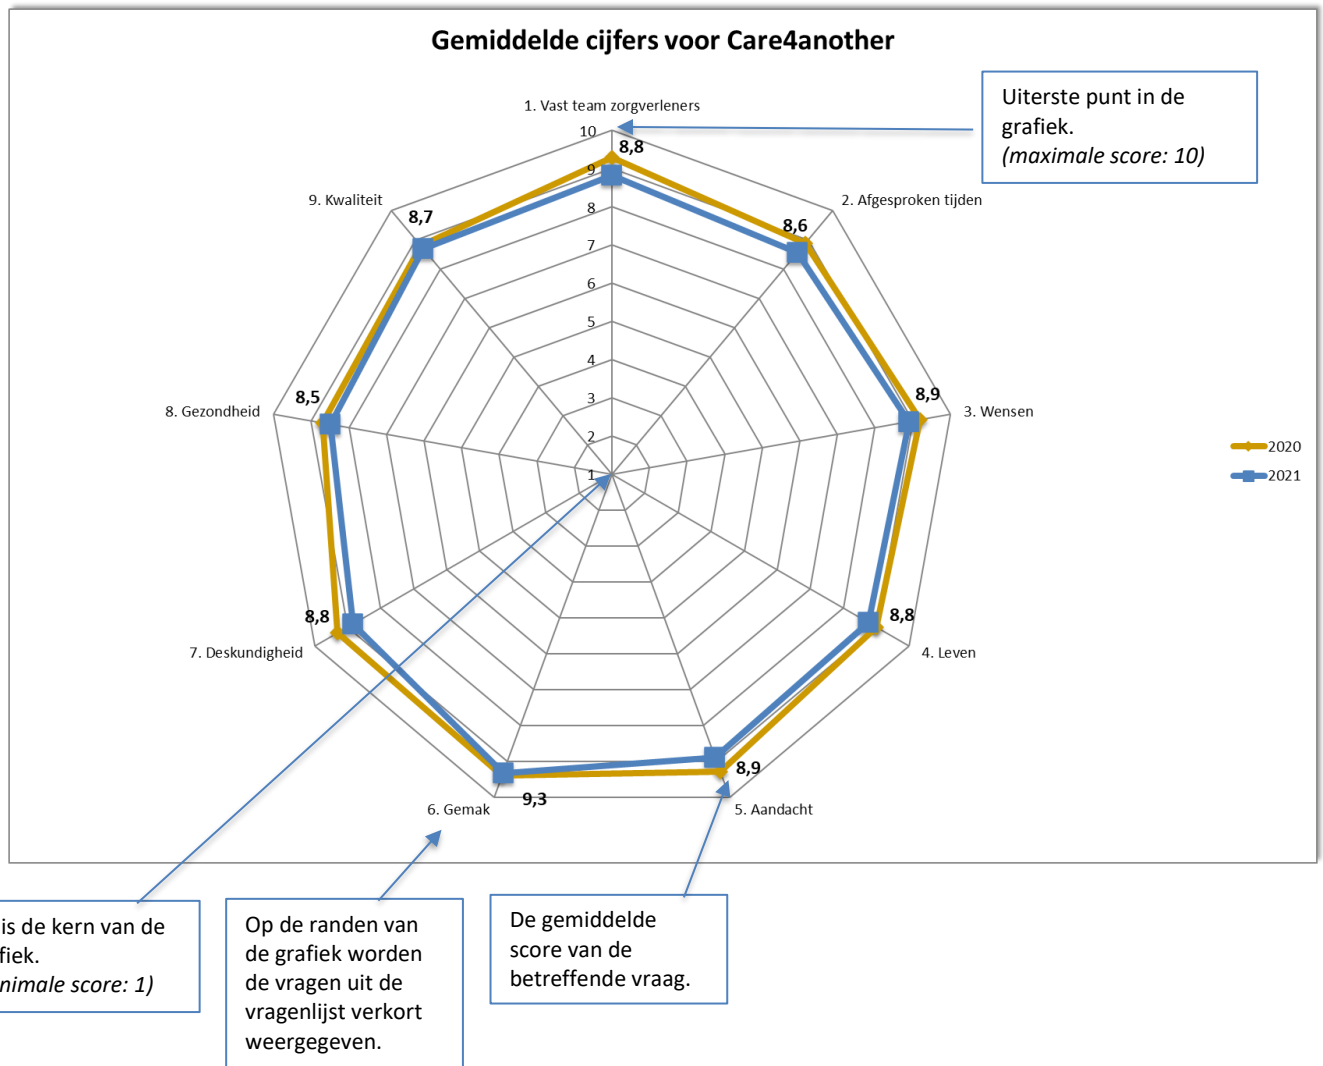 Gemiddelde cijfers voor Care4another
Uiterste punt in de
grafiek.
(maximale score: 10)
1. Vast team zorgverleners
10
8,8
9
8
7
6
5
4
3
2
1
2. Afgesproken tijden
8,6
3. Wensen
8,9
4. Leven
8,8
5. Aandacht
8,9
6. Gemak
9,3
7. Deskundigheid
8,8
8. Gezondheid
8,5
9. Kwaliteit
8,7
2020
2021
is de kern van de
fiek.
nimale score: 1)
Op de randen van
de grafiek worden
de vragen uit de
vragenlijst verkort
weergegeven.
De gemiddelde
score van de
betreffende vraag.